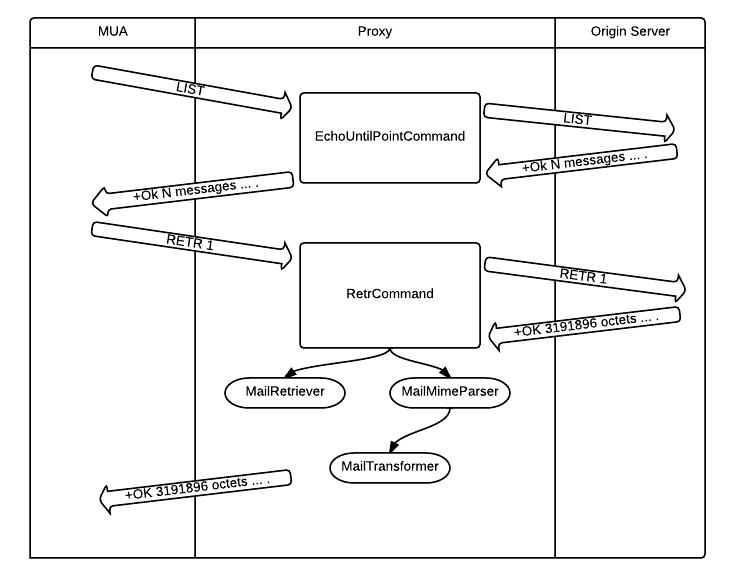 MUA
Proxy
Origin Server
LIST
EchoUntilPointCommand
LIST
+Ok N messages ... .
+Ok N messages ... .
RETR 1
RetrCommand
RETR 1
+OK 3191896 octets ... .
MailRetriever
MailMimeParser
MailTransformer
+OK 3191896 octets ... .